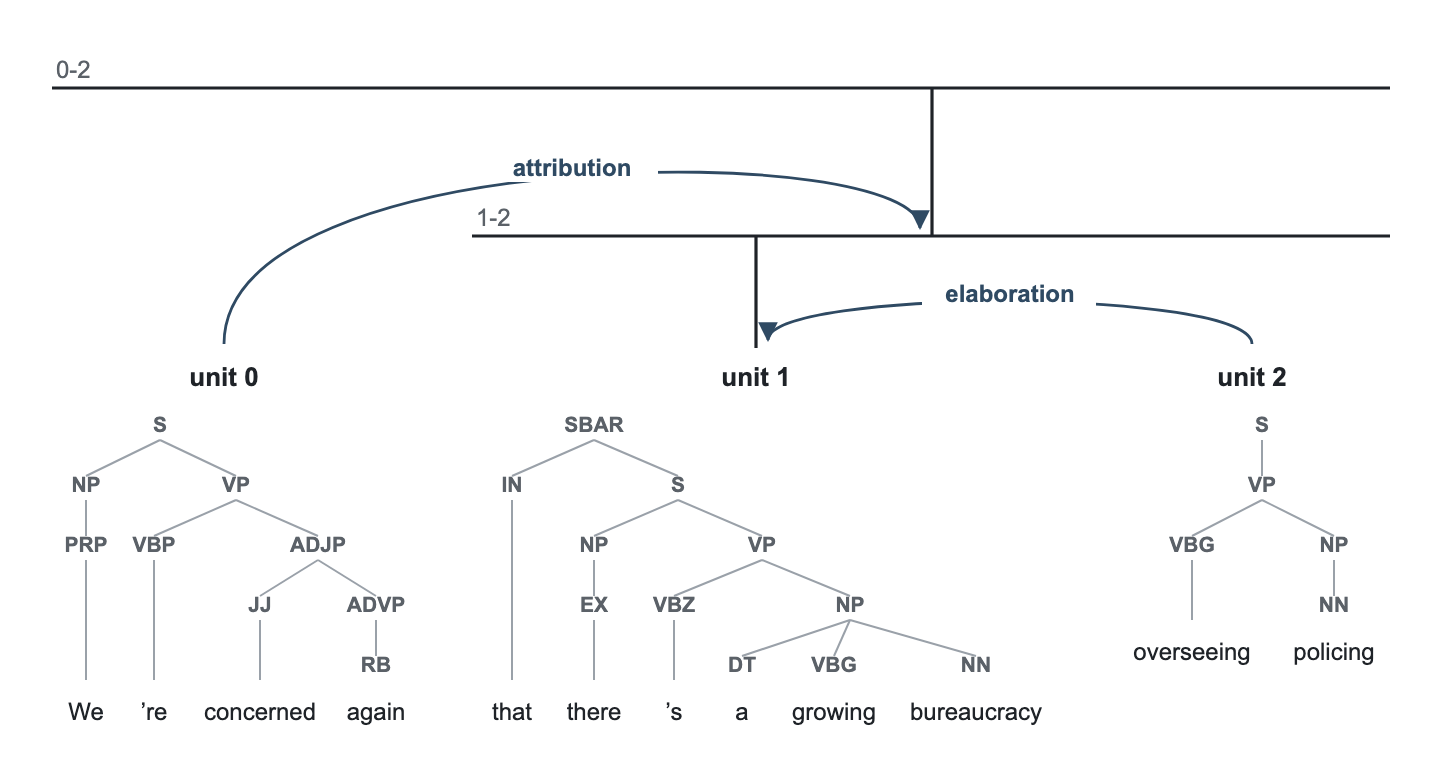 0-2
attribution
1-2
elaboration
unit 0 unit 1 unit 2
S SBAR S
NP VP IN S VP
PRP VBP ADJP NP VP VBG NP
JJ ADVP EX VBZ NP NN
RB DT VBG NN
overseeing policing
We ’re concerned again that there ’s a growing bureaucracy